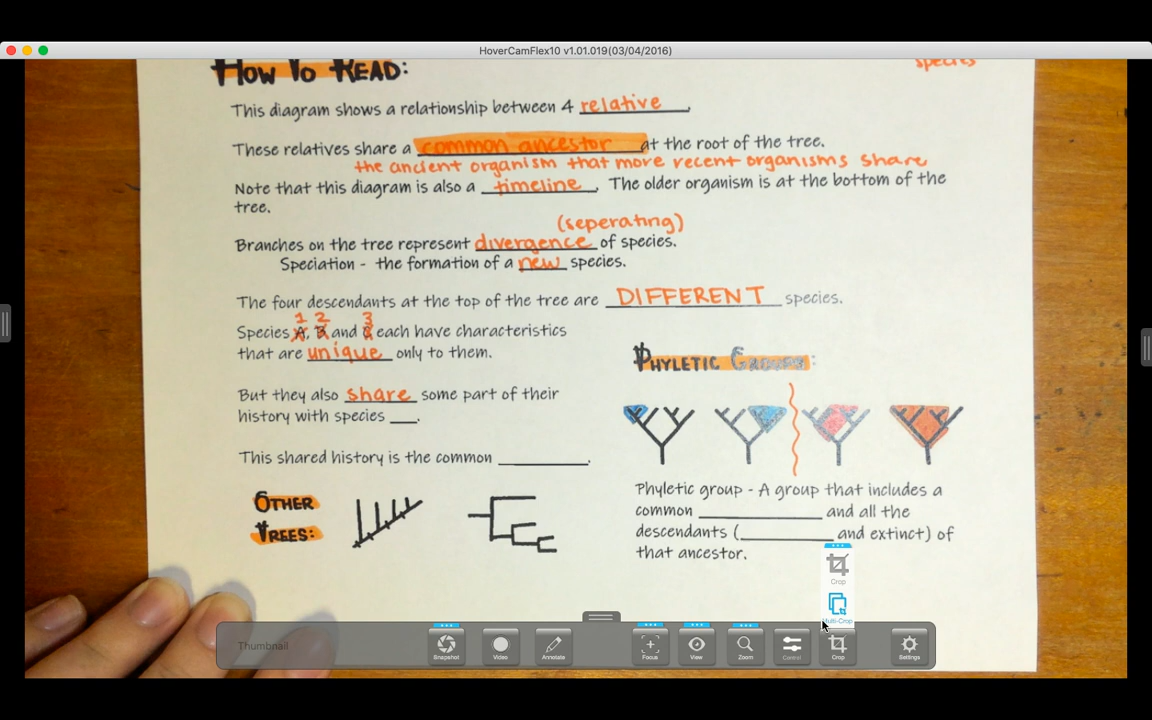 HoverCamFlex10 v1.01.019(03/04/2016)
species
HOW TO READ:
This diagram shows a relationship between 4 relative.
These relatives share a common ancestor at the root of the tree.
the ancient organism that more recent organisms share
Note that this diagram is also a timeline. The older organism is at the bottom of the
tree.
(seperating)
Branches on the tree represent divergence of species.
Speciation - the formation of a new species.
The four descendants at the top of the tree are DIFFERENT species.
1 2 3
Species A, B and C each have characteristics
that are unique only to them.
But they also share some part of their
history with species ___.
This shared history is the common ___________.
OTHER
TREES:
PHYLETIC GROUPS:
Phyletic group - A group that includes a
common ______________ and all the
descendants (___________ and extinct) of
that ancestor.
Crop
Multi-Crop
Thumbnail
Snapshot
Video
Annotate
Focus
View
Zoom
Control
Crop
Settings